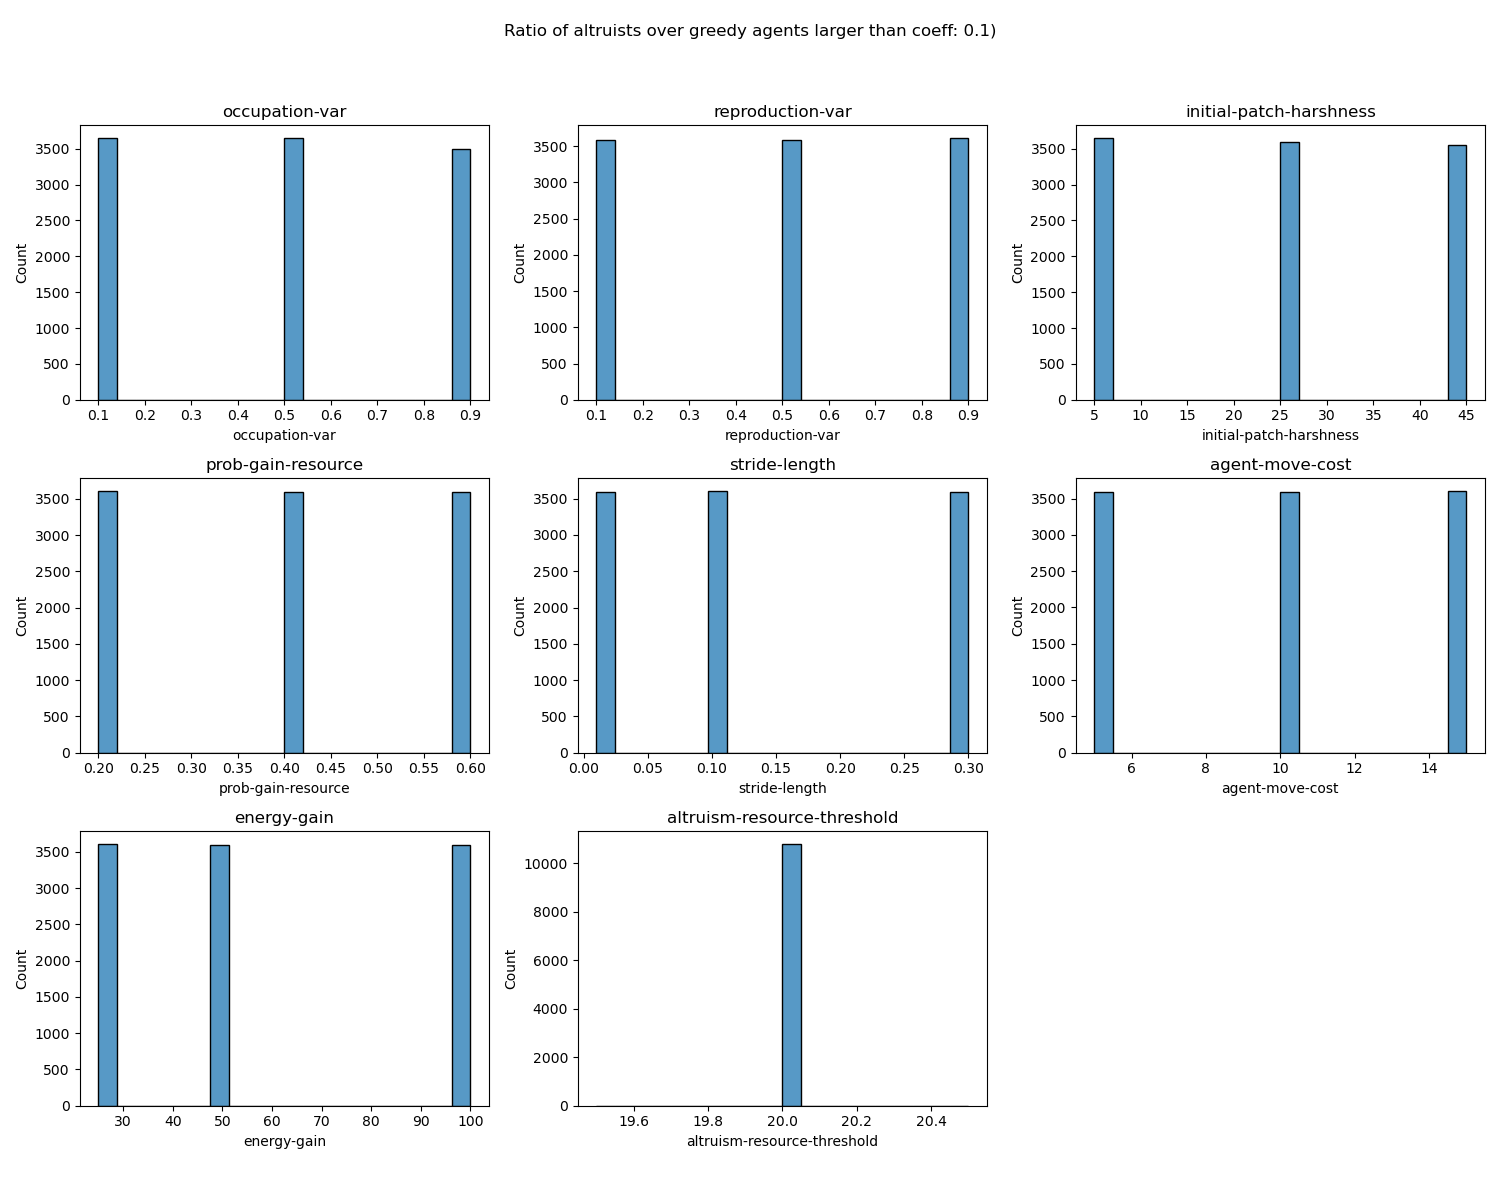 Ratio of altruists over greedy agents larger than coeff: 0.1)
occupation-var
3500
3000
2500
2000
1500
1000
500
0
Count
0.1 0.2 0.3 0.4 0.5 0.6 0.7 0.8 0.9
occupation-var
reproduction-var
3500
3000
2500
2000
1500
1000
500
0
Count
0.1 0.2 0.3 0.4 0.5 0.6 0.7 0.8 0.9
reproduction-var
initial-patch-harshness
3500
3000
2500
2000
1500
1000
500
0
Count
5 10 15 20 25 30 35 40 45
initial-patch-harshness
prob-gain-resource
3500
3000
2500
2000
1500
1000
500
0
Count
0.20 0.25 0.30 0.35 0.40 0.45 0.50 0.55 0.60
prob-gain-resource
stride-length
3500
3000
2500
2000
1500
1000
500
0
Count
0.00 0.05 0.10 0.15 0.20 0.25 0.30
stride-length
agent-move-cost
3500
3000
2500
2000
1500
1000
500
0
Count
6 8 10 12 14
agent-move-cost
energy-gain
3500
3000
2500
2000
1500
1000
500
0
Count
30 40 50 60 70 80 90 100
energy-gain
altruism-resource-threshold
10000
8000
6000
4000
2000
0
Count
19.6 19.8 20.0 20.2 20.4
altruism-resource-threshold